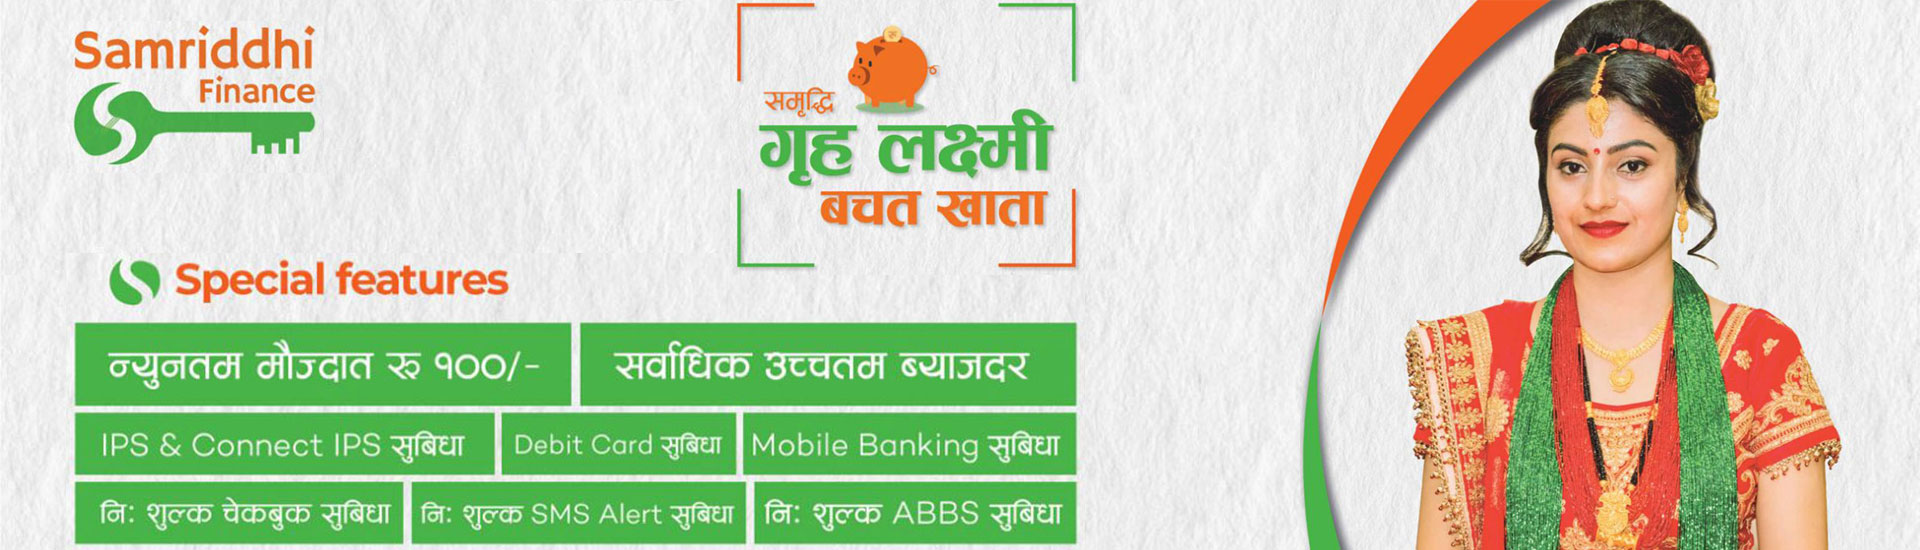 Samriddhi
Finance
समृद्धि
गृह लक्ष्मी
बचत खाता
Special features
न्युनतम मौज्दात रु १००/-
सर्वाधिक उच्चतम ब्याजदर
IPS & Connect IPS सुबिधा
Debit Card सुबिधा
Mobile Banking सुबिधा
नि: शुल्क चेकबुक सुबिधा
नि: शुल्क SMS Alert सुबिधा
नि: शुल्क ABBS सुबिधा